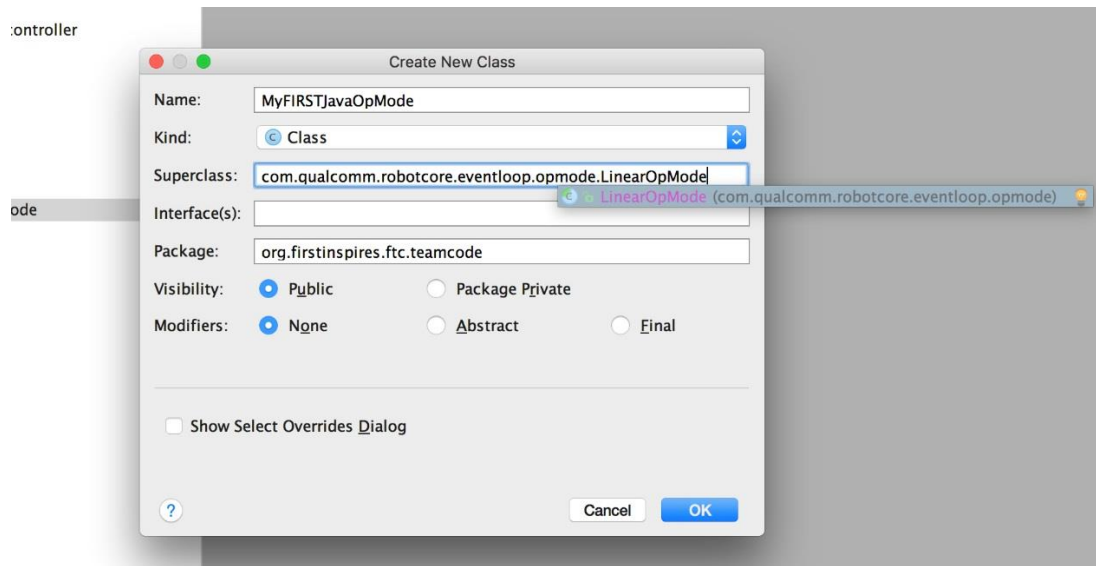 :ontroller
Create New Class
Name: MyFIRSTJavaOpMode
Kind: C Class
Superclass: com.qualcomm.robotcore.eventloop.opmode.LinearOpMode
C LinearOpMode (com.qualcomm.robotcore.eventloop.opmode)
ode Interface(s):
Package: org.firstinspires.ftc.teamcode
Visibility: Public Package Private
Modifiers: None Abstract Final
Show Select Overrides Dialog
? Cancel OK